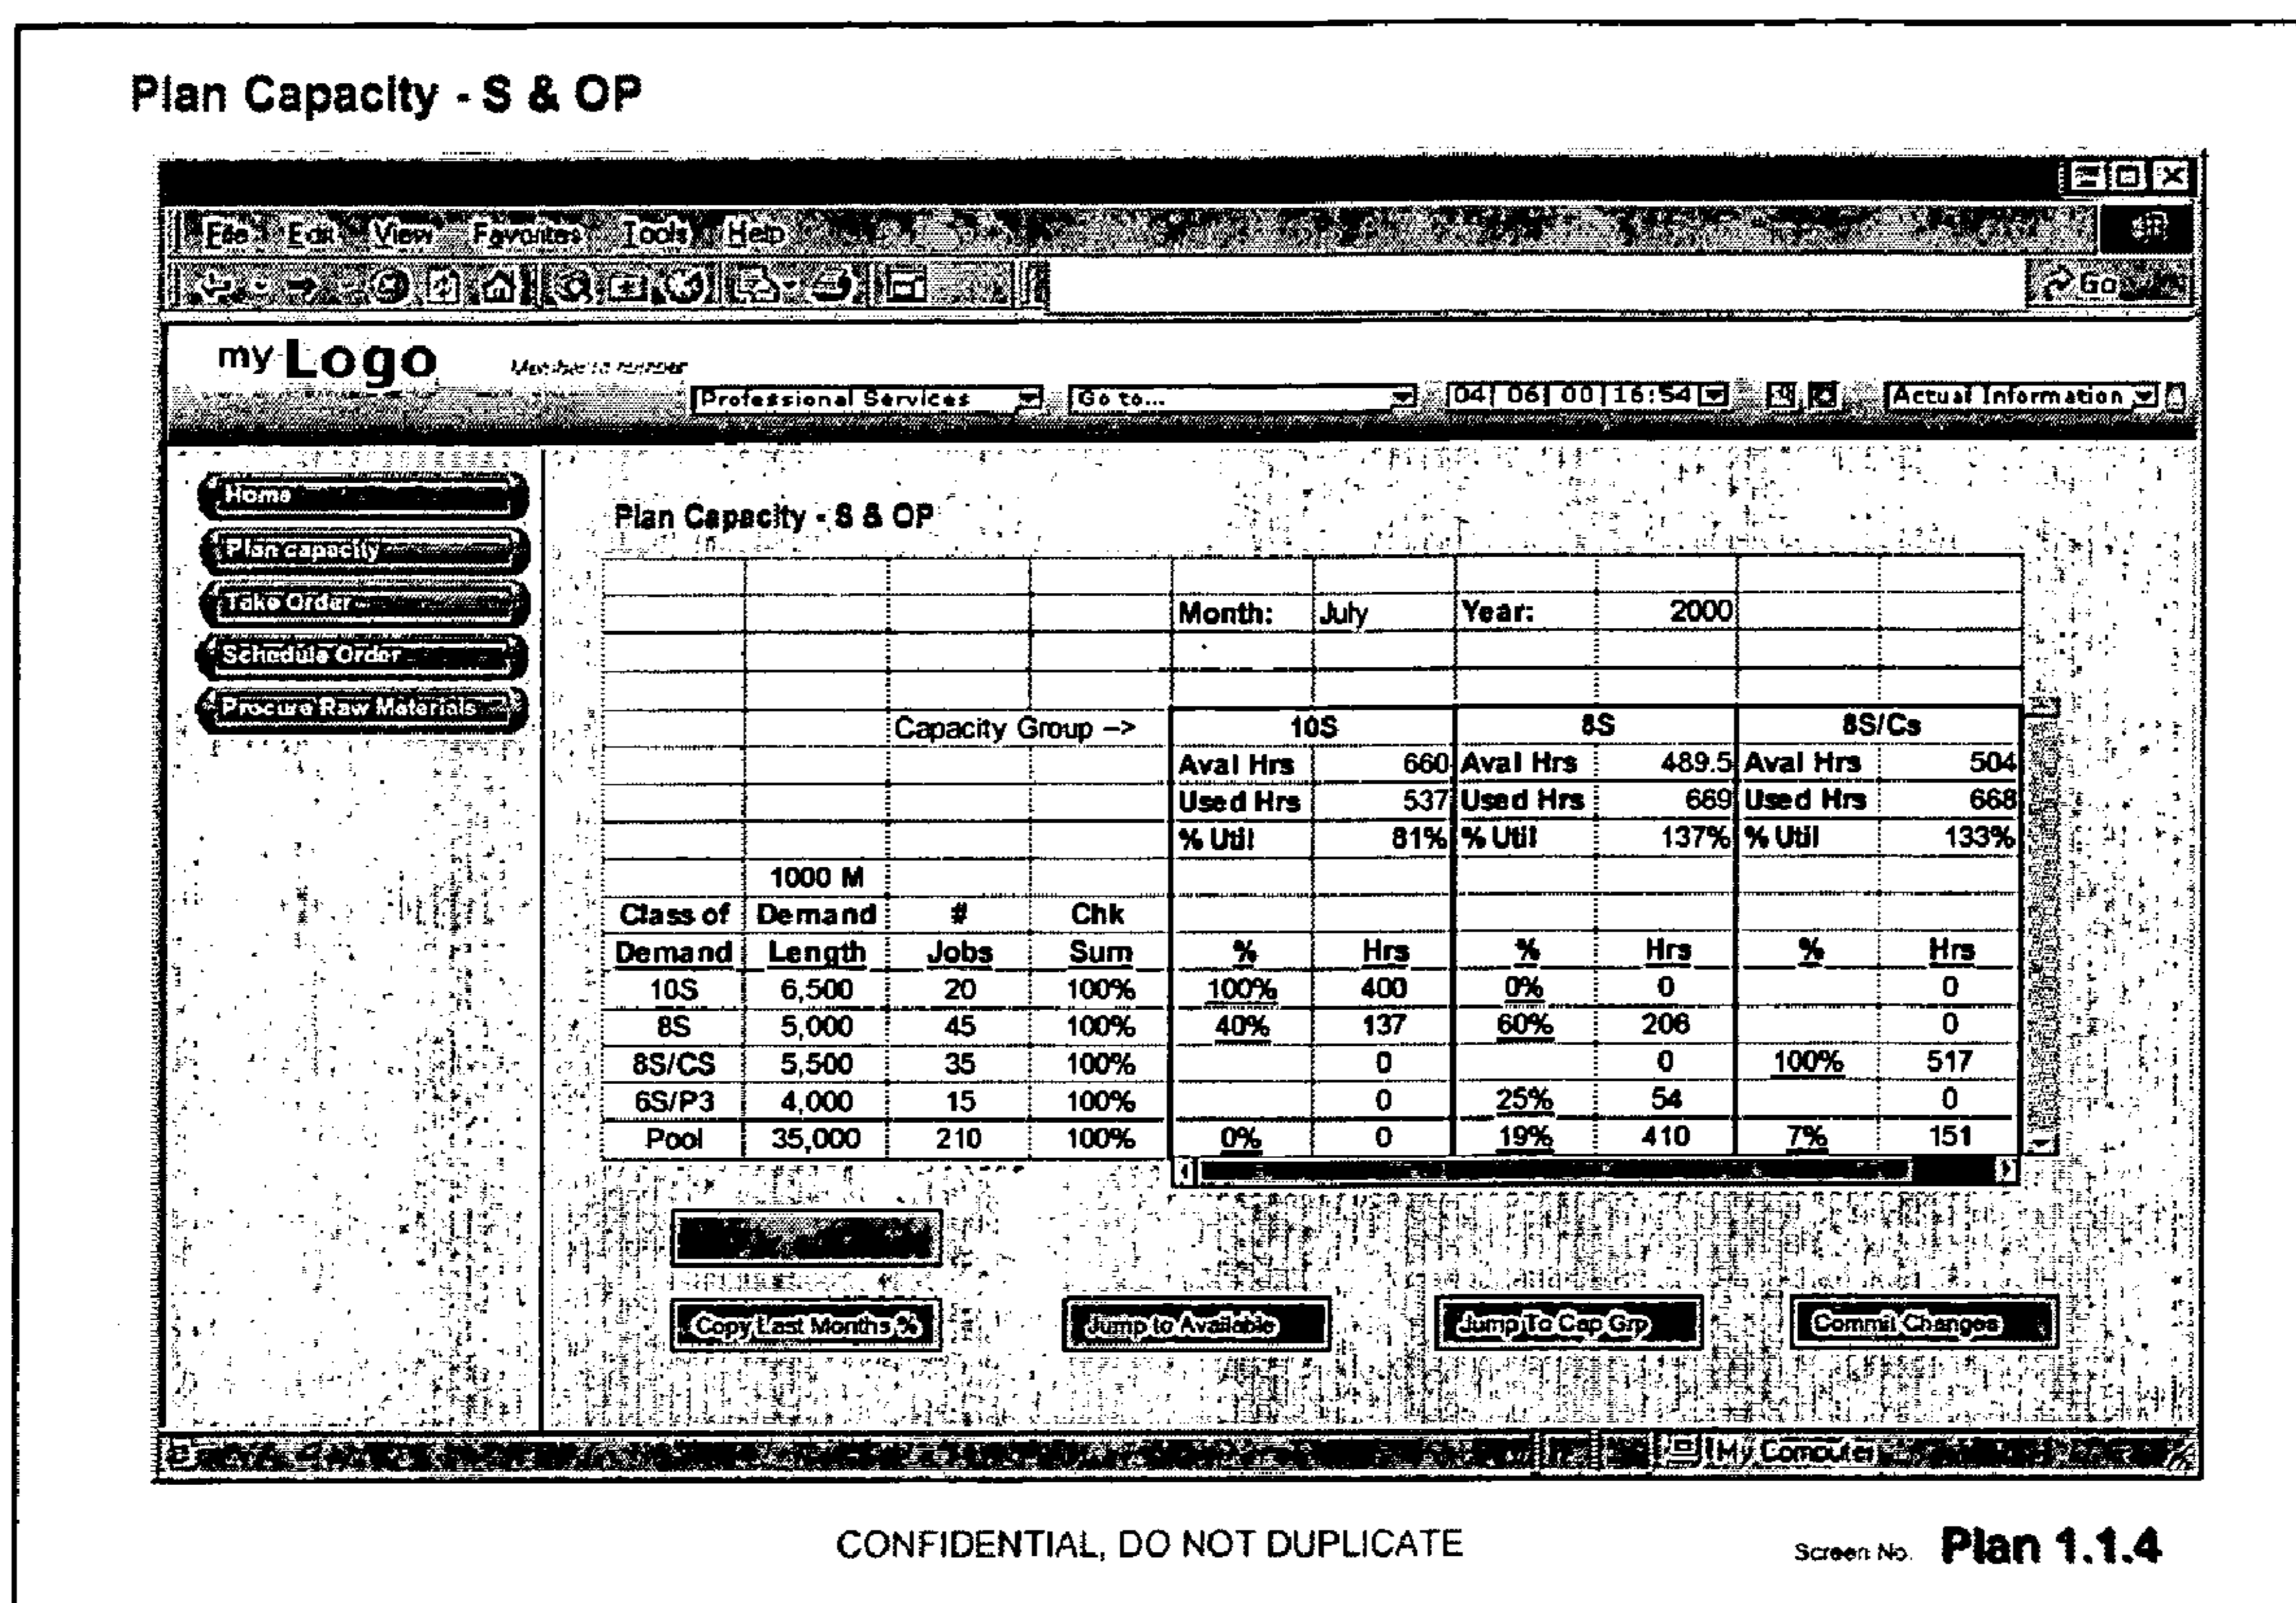 Plan Capacity - S & OP
File Edit View Favorites Tools Help
Go
my Logo
Professional Services Go to... 04 06 00 16:54 Actual Information
Home
Plan capacity
Take Order
Schedule Order
Procure Raw Materials
Plan Capacity - S & OP
Month: July Year: 2000
Capacity Group --> 10S 8S 8S/Cs
Aval Hrs 660 Aval Hrs 489.5 Aval Hrs 504
Used Hrs 537 Used Hrs 669 Used Hrs 668
% Util 81% % Util 137% % Util 133%
1000 M
Class of Demand # Chk
Demand Length Jobs Sum % Hrs % Hrs % Hrs
10S 6,500 20 100% 100% 400 0% 0 0
8S 5,000 45 100% 40% 137 60% 206 0
8S/CS 5,500 35 100% 0 0 100% 517
6S/P3 4,000 15 100% 0 25% 54 0
Pool 35,000 210 100% 0% 0 19% 410 7% 151
Copy Last Months % Jump to Available Jump To Cap Grp Commit Changes
My Computer
CONFIDENTIAL, DO NOT DUPLICATE
Screen No. Plan 1.1.4